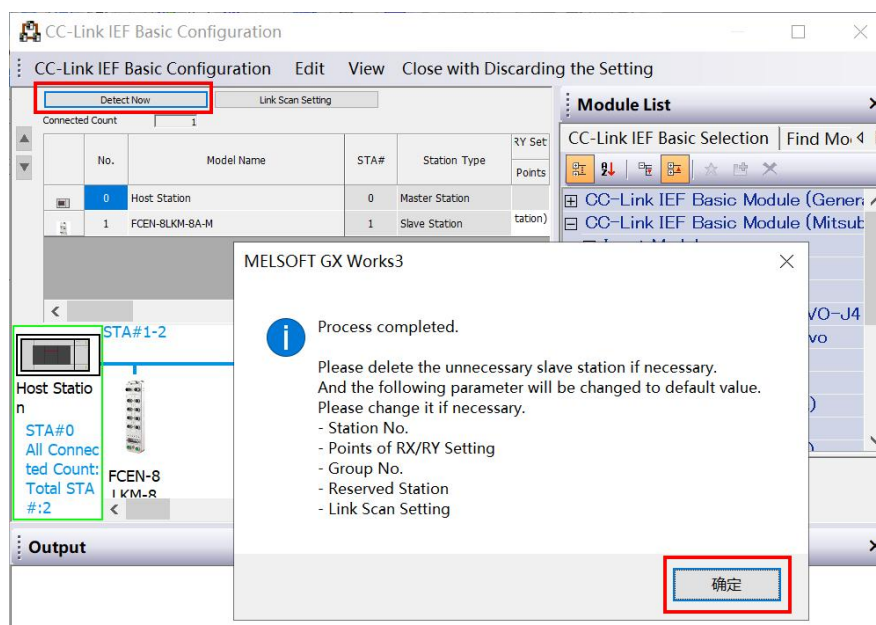 CC-Link IEF Basic Configuration
CC-Link IEF Basic Configuration Edit View Close with Discarding the Setting
Detect Now Link Scan Setting
Connected Count 1
Module List
CC-Link IEF Basic Selection Find Mo
No. Model Name STA# Station Type RY Set
Points
0 Host Station 0 Master Station
1 FCEN-8LKM-8A-M 1 Slave Station tation)
CC-Link IEF Basic Module (Genera
CC-Link IEF Basic Module (Mitsub
VO-J4
vo
)
STA#1-2
Host Statio
n
STA#0
All Connec
ted Count:
Total STA
#:2
FCEN-8
LKM-8
MELSOFT GX Works3
Process completed.
Please delete the unnecessary slave station if necessary.
And the following parameter will be changed to default value.
Please change it if necessary.
- Station No.
- Points of RX/RY Setting
- Group No.
- Reserved Station
- Link Scan Setting
确定
Output